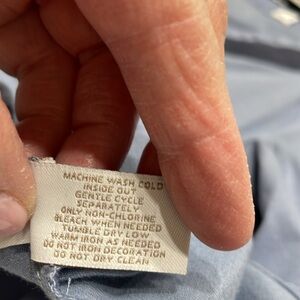 MACHINE WASH COLD
INSIDE OUT
GENTLE CYCLE
SEPARATELY
ONLY NON-CHLORINE
BLEACH WHEN NEEDED
TUMBLE DRY LOW
WARM IRON AS NEEDED
DO NOT IRON DECORATION
DO NOT DRY CLEAN